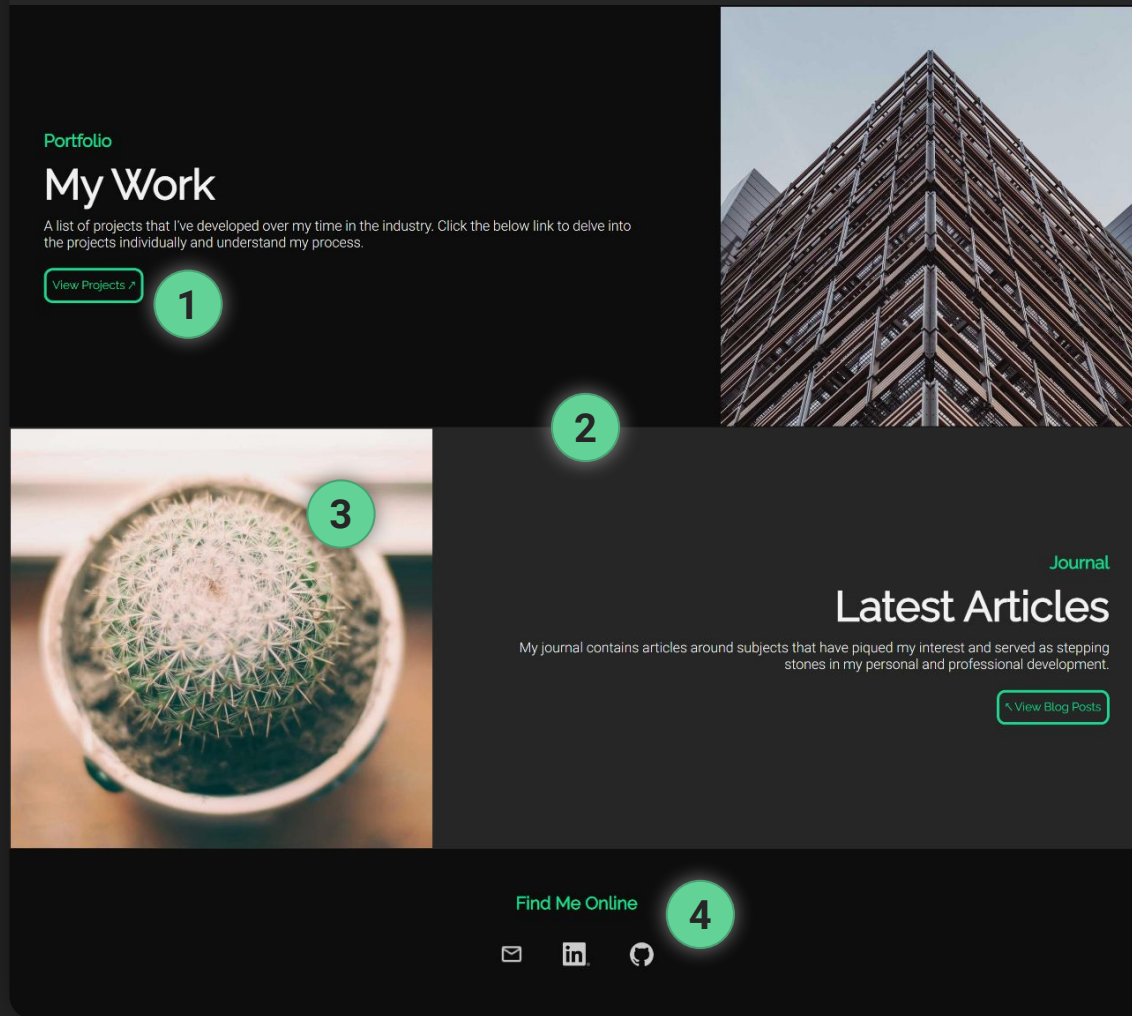 Portfolio
My Work
A list of projects that I've developed over my time in the industry. Click the below link to delve into
the projects individually and understand my process.
View Projects ↗
1
2
3
Journal
Latest Articles
My journal contains articles around subjects that have piqued my interest and served as stepping
stones in my personal and professional development.
↖ View Blog Posts
Find Me Online
4
in